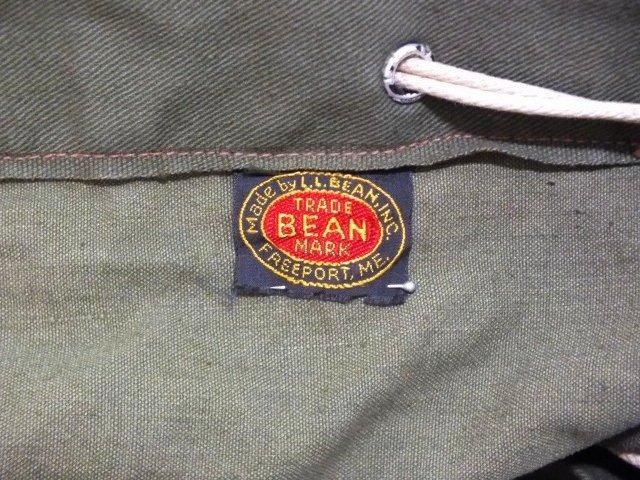 Made by L.L. BEAN, INC.
TRADE
BEAN
MARK
FREEPORT, ME.